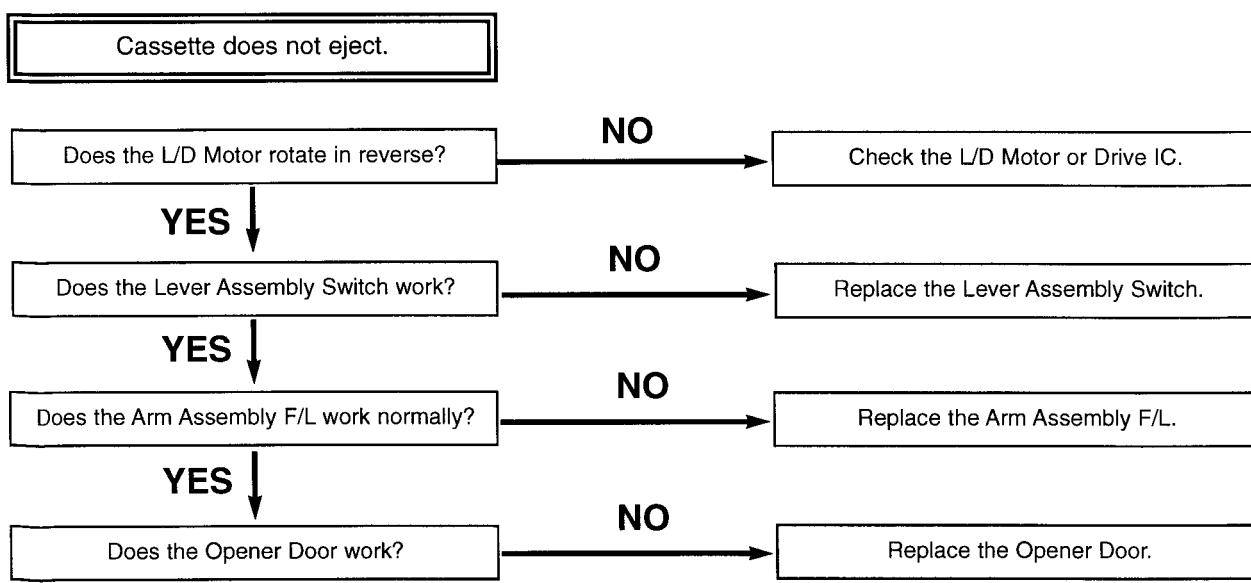 Cassette does not eject.
Does the L/D Motor rotate in reverse?
NO
Check the L/D Motor or Drive IC.
YES
Does the Lever Assembly Switch work?
NO
Replace the Lever Assembly Switch.
YES
Does the Arm Assembly F/L work normally?
NO
Replace the Arm Assembly F/L.
YES
Does the Opener Door work?
NO
Replace the Opener Door.